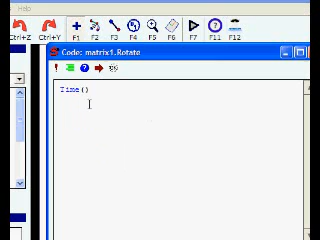 Help
Ctrl+Z Ctrl+Y F1 F2 F3 F4 F5 F6 F7 F11 F12
Code: matrix1.Rotate
Time()